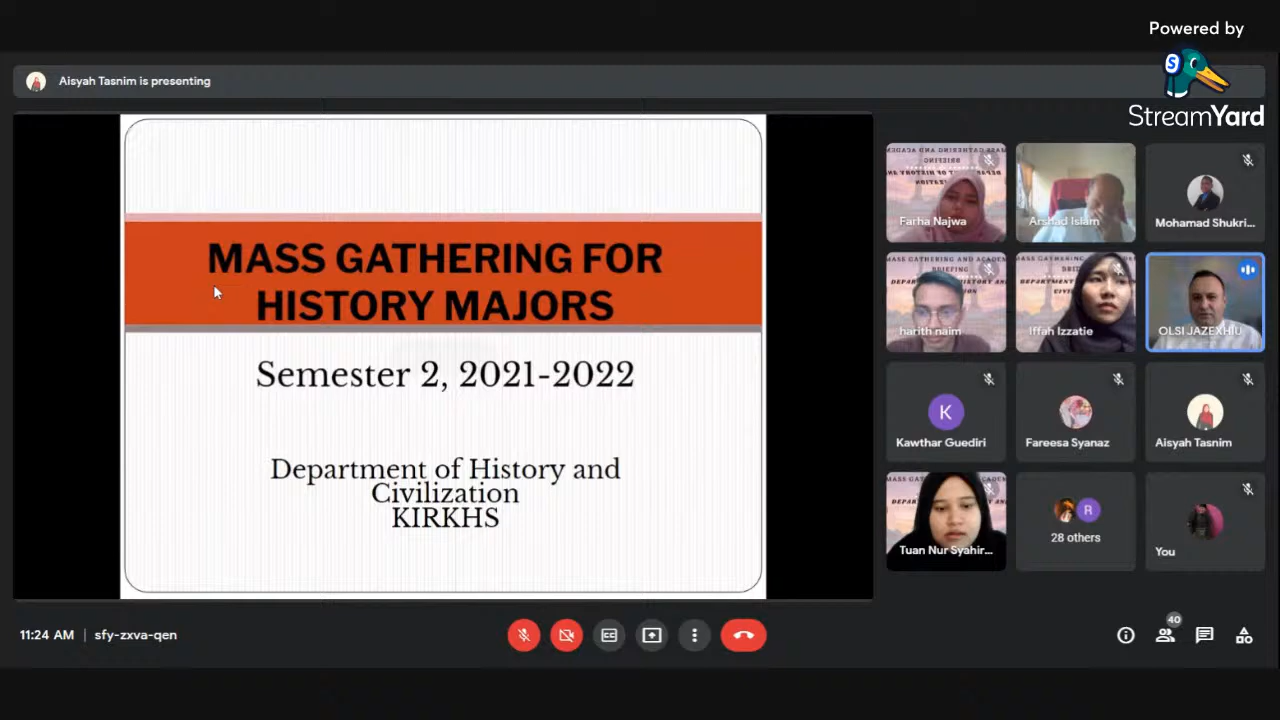 Powered by
StreamYard
Aisyah Tasnim is presenting
MASS GATHERING FOR
HISTORY MAJORS
Semester 2, 2021-2022
Department of History and
Civilization
KIRKHS
Farha Najwa
Arshad Islam
Mohamad Shukri...
harith naim
Iffah Izzatie
OLSI JAZEXHIU
K
Kawthar Guediri
Fareesa Syanaz
Aisyah Tasnim
Tuan Nur Syahir...
R
28 others
You
11:24 AM | sfy-zxva-qen
40